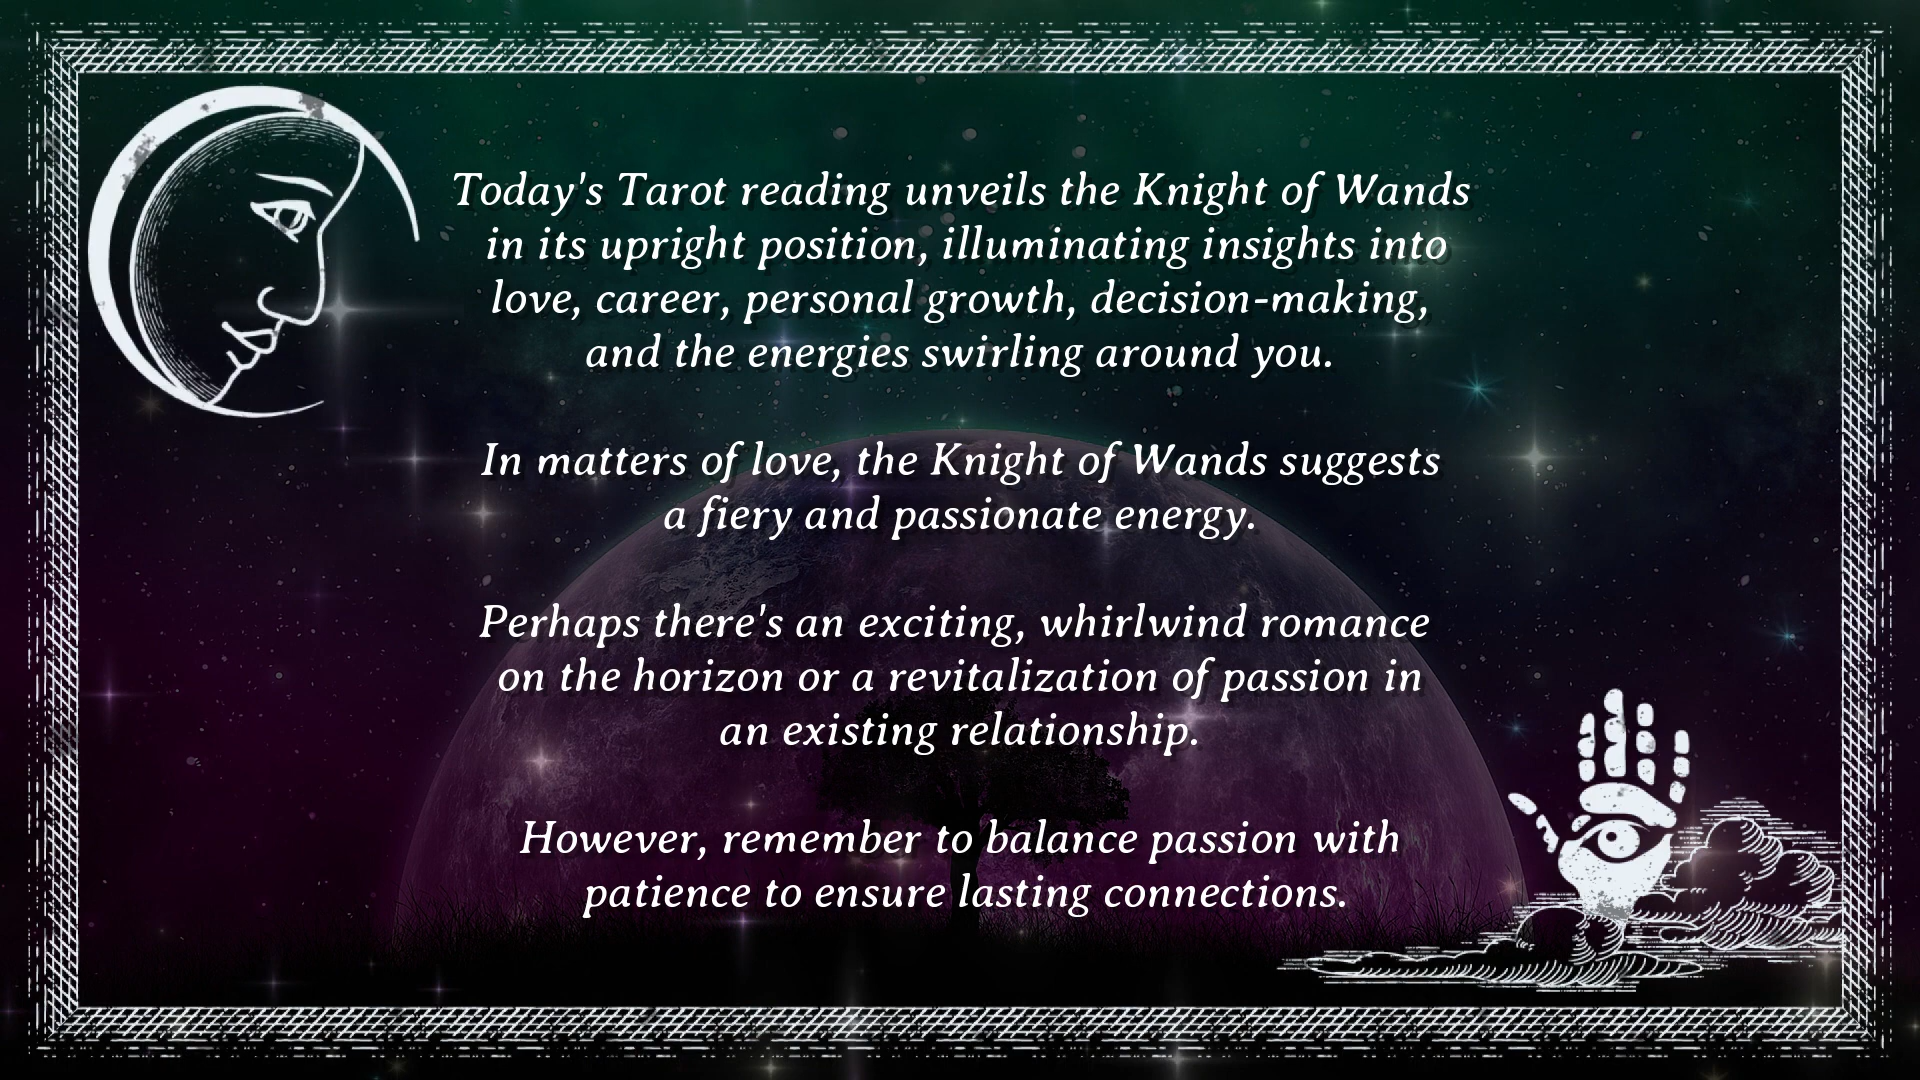 Today's Tarot reading unveils the Knight of Wands
in its upright position, illuminating insights into
love, career, personal growth, decision-making,
and the energies swirling around you.
In matters of love, the Knight of Wands suggests
a fiery and passionate energy.
Perhaps there's an exciting, whirlwind romance
on the horizon or a revitalization of passion in
an existing relationship.
However, remember to balance passion with
patience to ensure lasting connections.